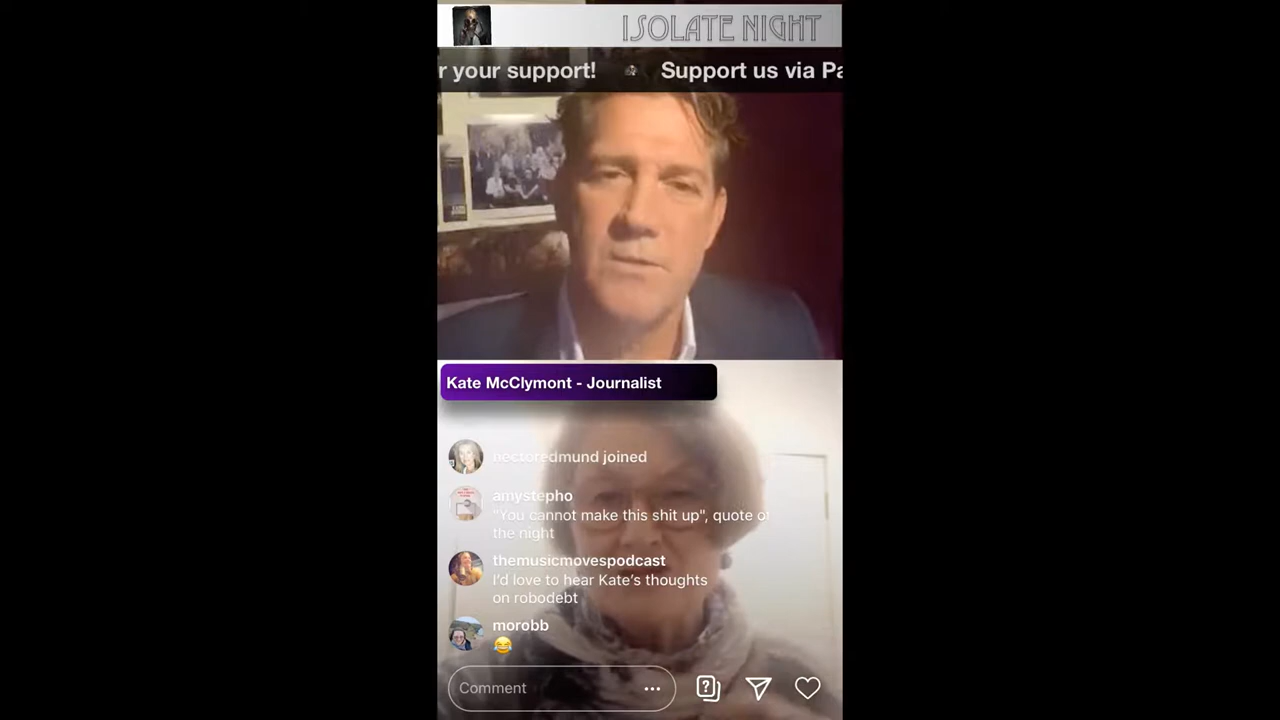 ISOLATE NIGHT
r your support! Support us via Pa
Kate McClymont - Journalist
hectoredmund joined
amystepho
"You cannot make this shit up", quote of
the night
themusicmovespodcast
I'd love to hear Kate's thoughts
on robodebt
morobb
😂
Comment